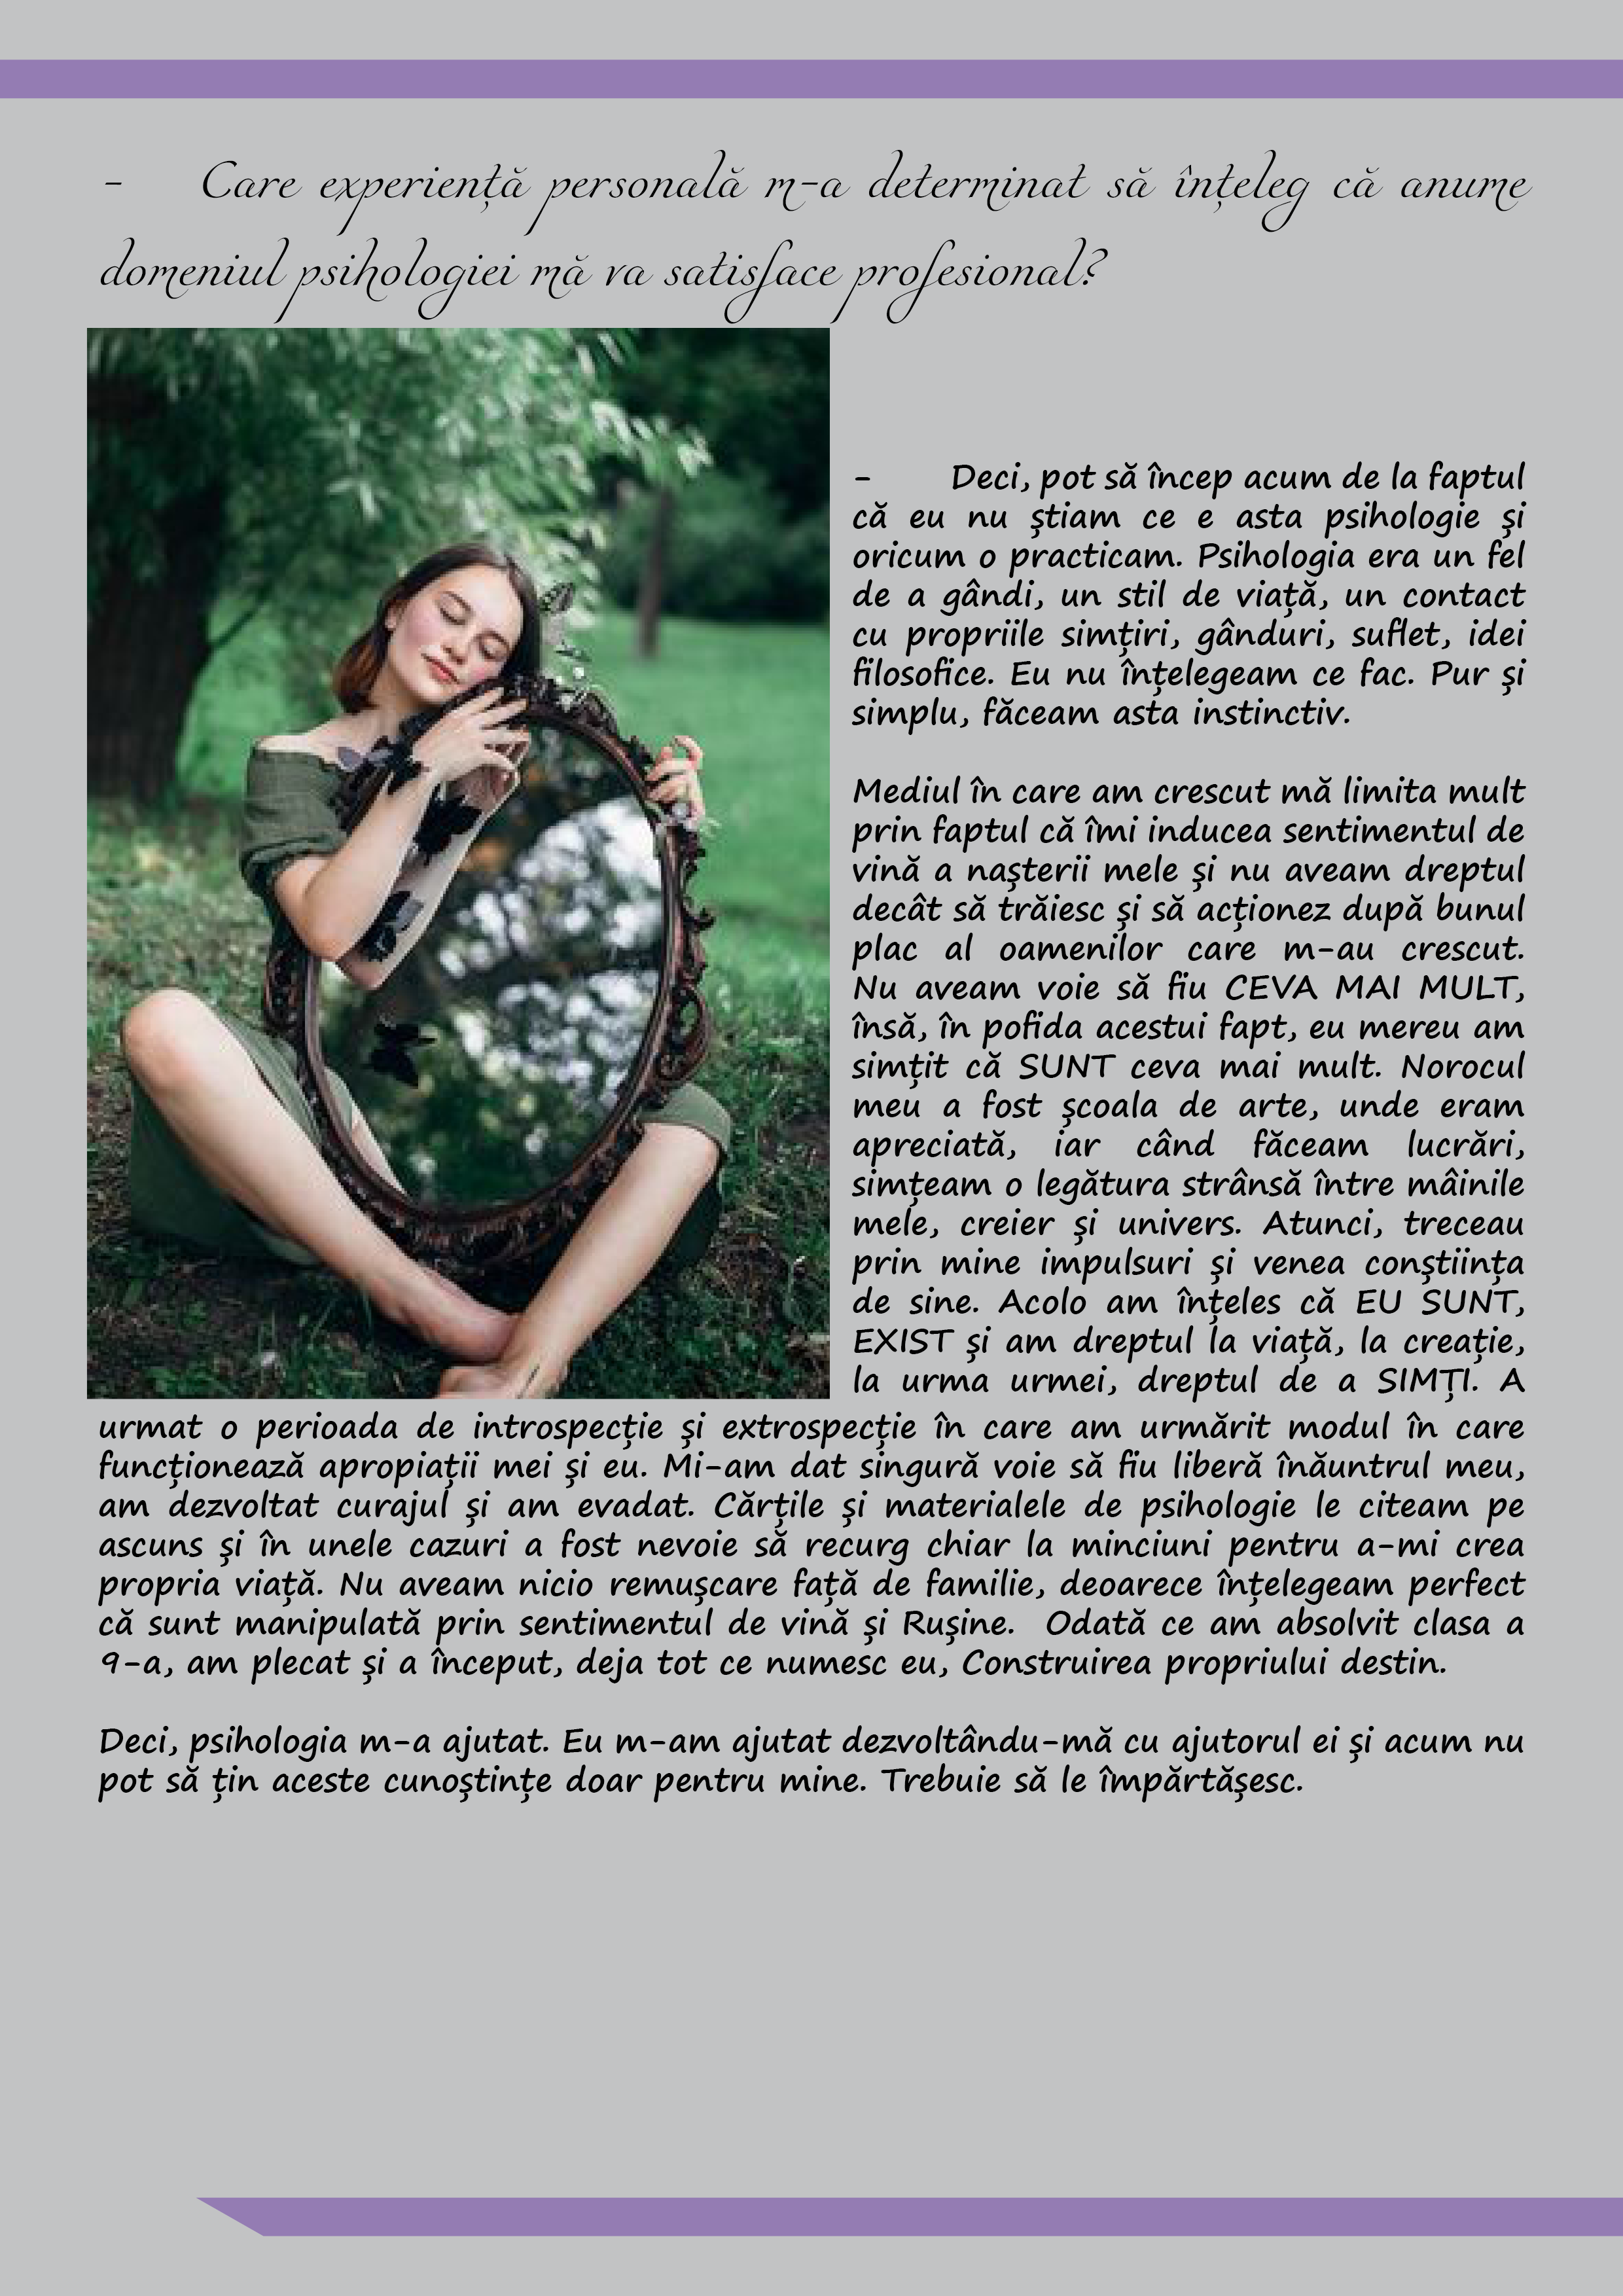 - Care experiență personală m-a determinat să înțeleg că anume
domeniul psihologiei mă va satisface profesional?
- Deci, pot să încep acum de la faptul
că eu nu știam ce e asta psihologie și
oricum o practicam. Psihologia era un fel
de a gândi, un stil de viață, un contact
cu propriile simțiri, gânduri, suflet, idei
filosofice. Eu nu înțelegeam ce fac. Pur și
simplu, făceam asta instinctiv.
Mediul în care am crescut mă limita mult
prin faptul că îmi inducea sentimentul de
vină a nașterii mele și nu aveam dreptul
decât să trăiesc și să acționez după bunul
plac al oamenilor care m-au crescut.
Nu aveam voie să fiu CEVA MAI MULT,
însă, în pofida acestui fapt, eu mereu am
simțit că SUNT ceva mai mult. Norocul
meu a fost școala de arte, unde eram
apreciată, iar când făceam lucrări,
simțeam o legătura strânsă între mâinile
mele, creier și univers. Atunci, treceau
prin mine impulsuri și venea conștiința
de sine. Acolo am înțeles că EU SUNT,
EXIST și am dreptul la viață, la creație,
la urma urmei, dreptul de a SIMȚI. A
urmat o perioada de introspecție și extrospecție în care am urmărit modul în care
funcționează apropiații mei și eu. Mi-am dat singură voie să fiu liberă înăuntrul meu,
am dezvoltat curajul și am evadat. Cărțile și materialele de psihologie le citeam pe
ascuns și în unele cazuri a fost nevoie să recurg chiar la minciuni pentru a-mi crea
propria viață. Nu aveam nicio remușcare față de familie, deoarece înțelegeam perfect
că sunt manipulată prin sentimentul de vină și Rușine. Odată ce am absolvit clasa a
9-a, am plecat și a început, deja tot ce numesc eu, Construirea propriului destin.
Deci, psihologia m-a ajutat. Eu m-am ajutat dezvoltându-mă cu ajutorul ei și acum nu
pot să țin aceste cunoștințe doar pentru mine. Trebuie să le împărtășesc.